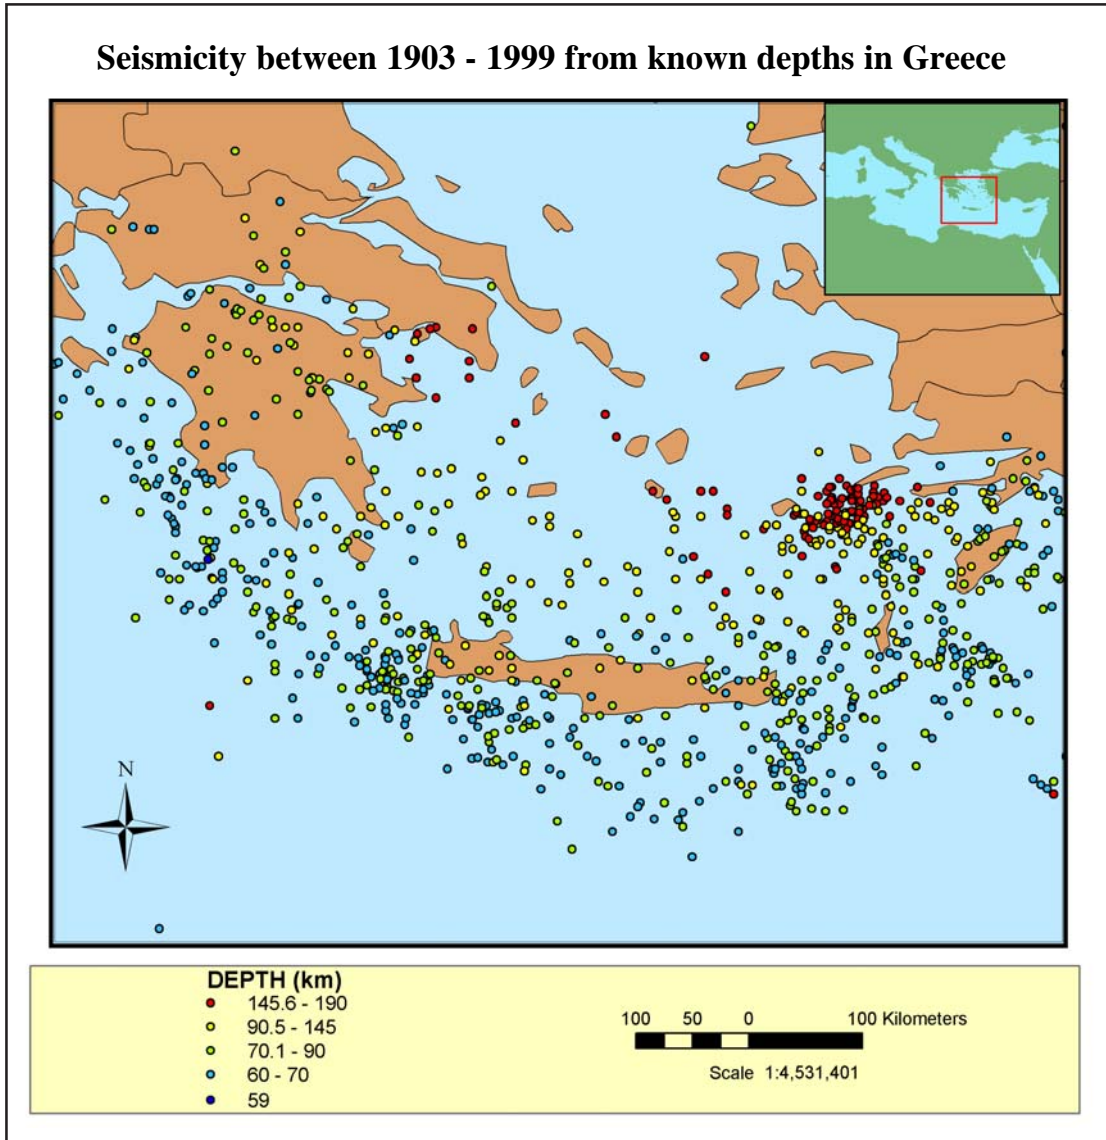 Seismicity between 1903 - 1999 from known depths in Greece
N
DEPTH (km)
145.6 - 190
90.5 - 145
70.1 - 90
60 - 70
59
100 50 0 100 Kilometers
Scale 1:4,531,401